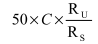 50 × C × R_U / R_S